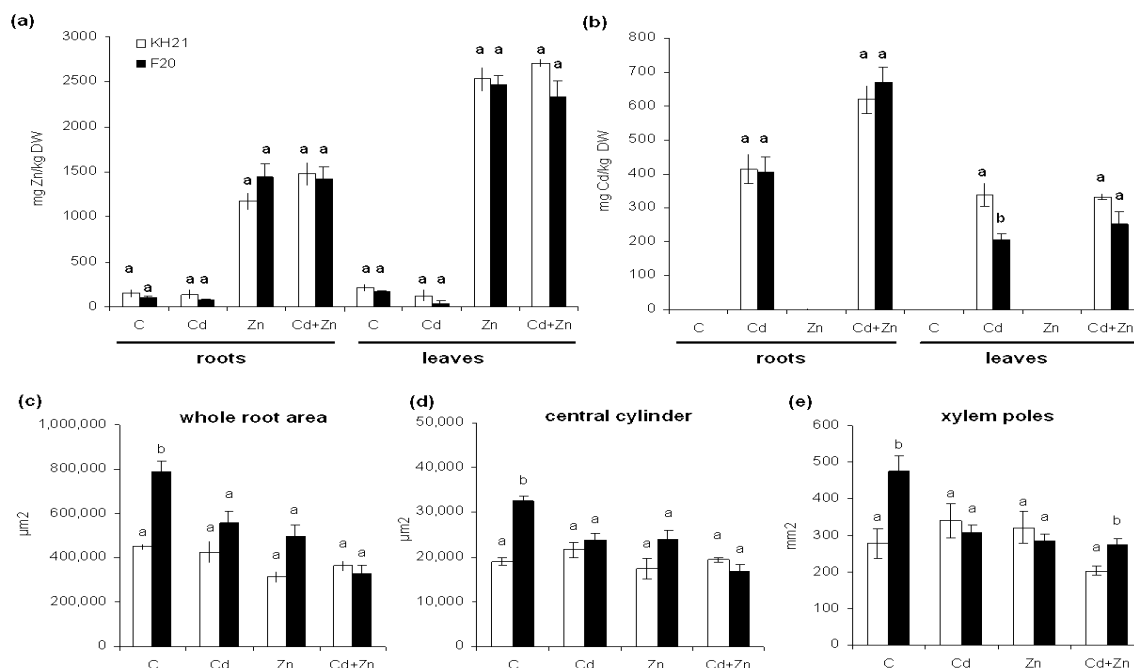 (a)
3000
2500
2000
1500
1000
500
0
mg Zn/kg DW
KH21
F20
a a a a a a a a a a a a a a a a
C Cd Zn Cd+Zn C Cd Zn Cd+Zn
roots leaves
(b)
800
700
600
500
400
300
200
100
0
mg Cd/kg DW
a a a a a b a a
C Cd Zn Cd+Zn C Cd Zn Cd+Zn
roots leaves
(c)
whole root area
1,000,000
800,000
600,000
400,000
200,000
0
µm2
a b a a a a a a
C Cd Zn Cd+Zn
(d)
central cylinder
50,000
40,000
30,000
20,000
10,000
0
µm2
a b a a a a a a
C Cd Zn Cd+Zn
(e)
xylem poles
600
500
400
300
200
100
0
mm2
a b a a a a a b
C Cd Zn Cd+Zn